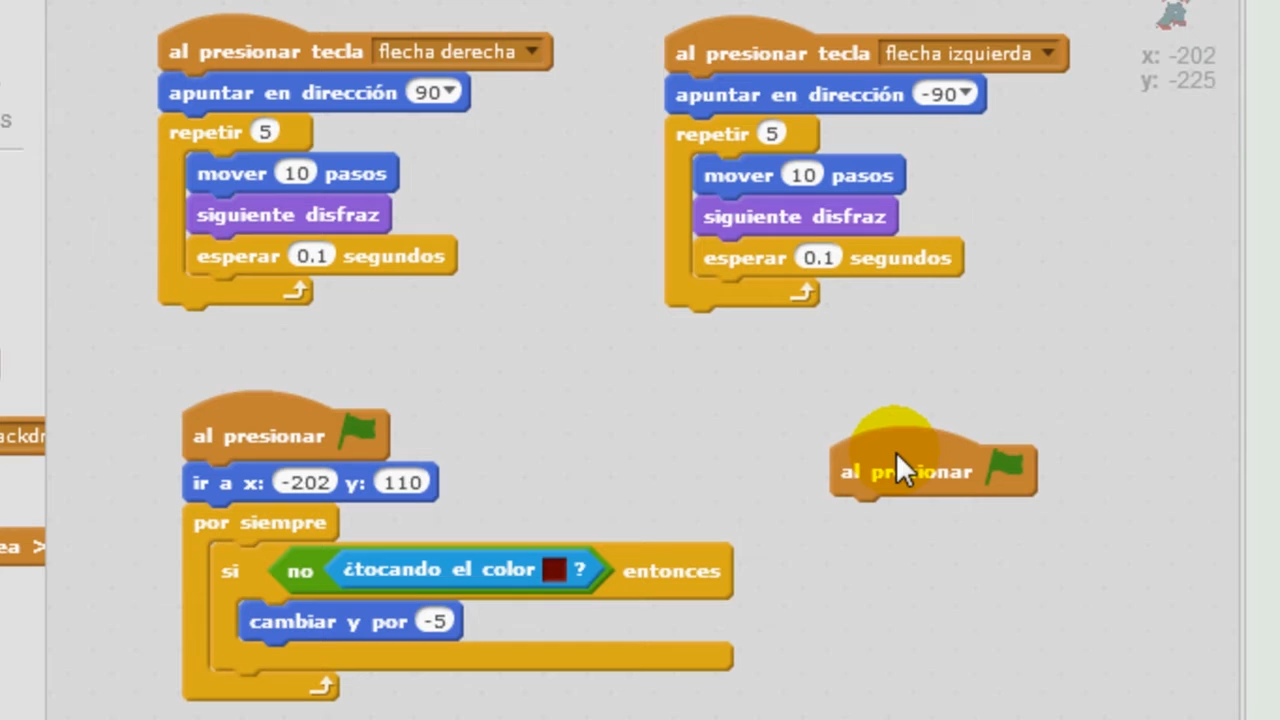 al presionar tecla flecha derecha
apuntar en dirección 90
repetir 5
mover 10 pasos
siguiente disfraz
esperar 0.1 segundos
al presionar tecla flecha izquierda
apuntar en dirección -90
repetir 5
mover 10 pasos
siguiente disfraz
esperar 0.1 segundos
x: -202
y: -225
s
ackdr
ea >
al presionar
ir a x: -202 y: 110
por siempre
si no ¿tocando el color ? entonces
cambiar y por -5
al presionar